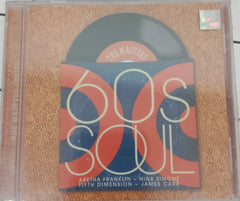 THE MASTERS
60S
SOUL
ARETHA FRANKLIN - NINA SIMONE
FIFTH DIMENSION - JAMES CARR